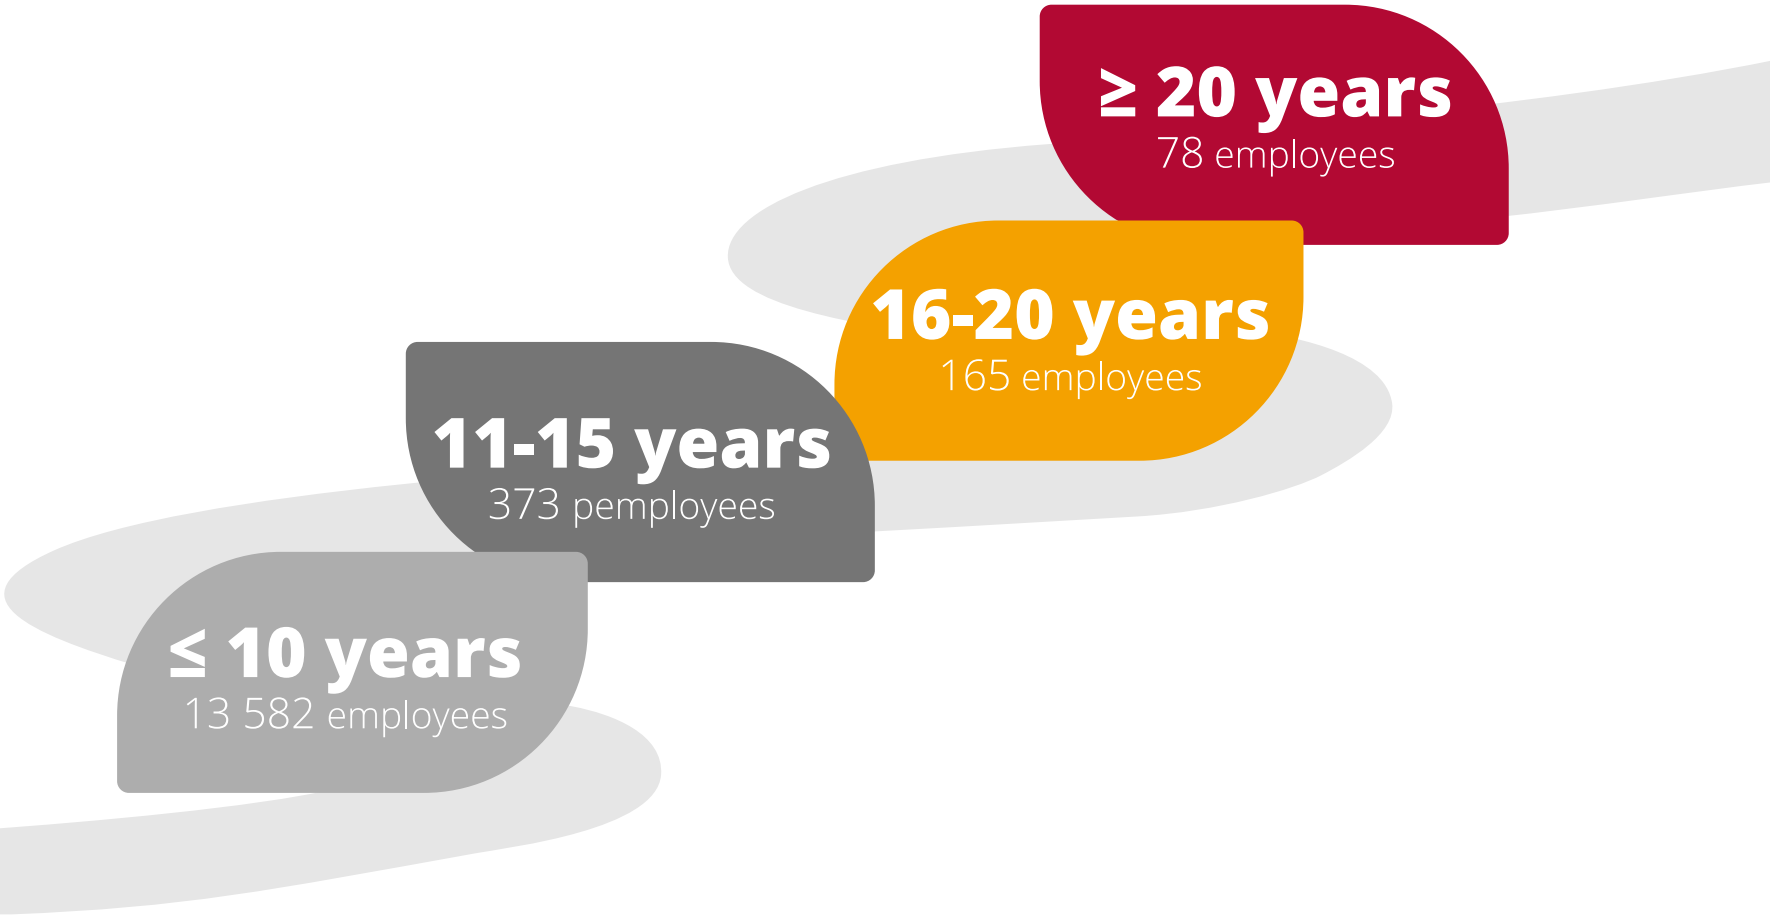 ≥ 20 years
78 employees
16-20 years
165 employees
11-15 years
373 pemployees
≤ 10 years
13 582 employees